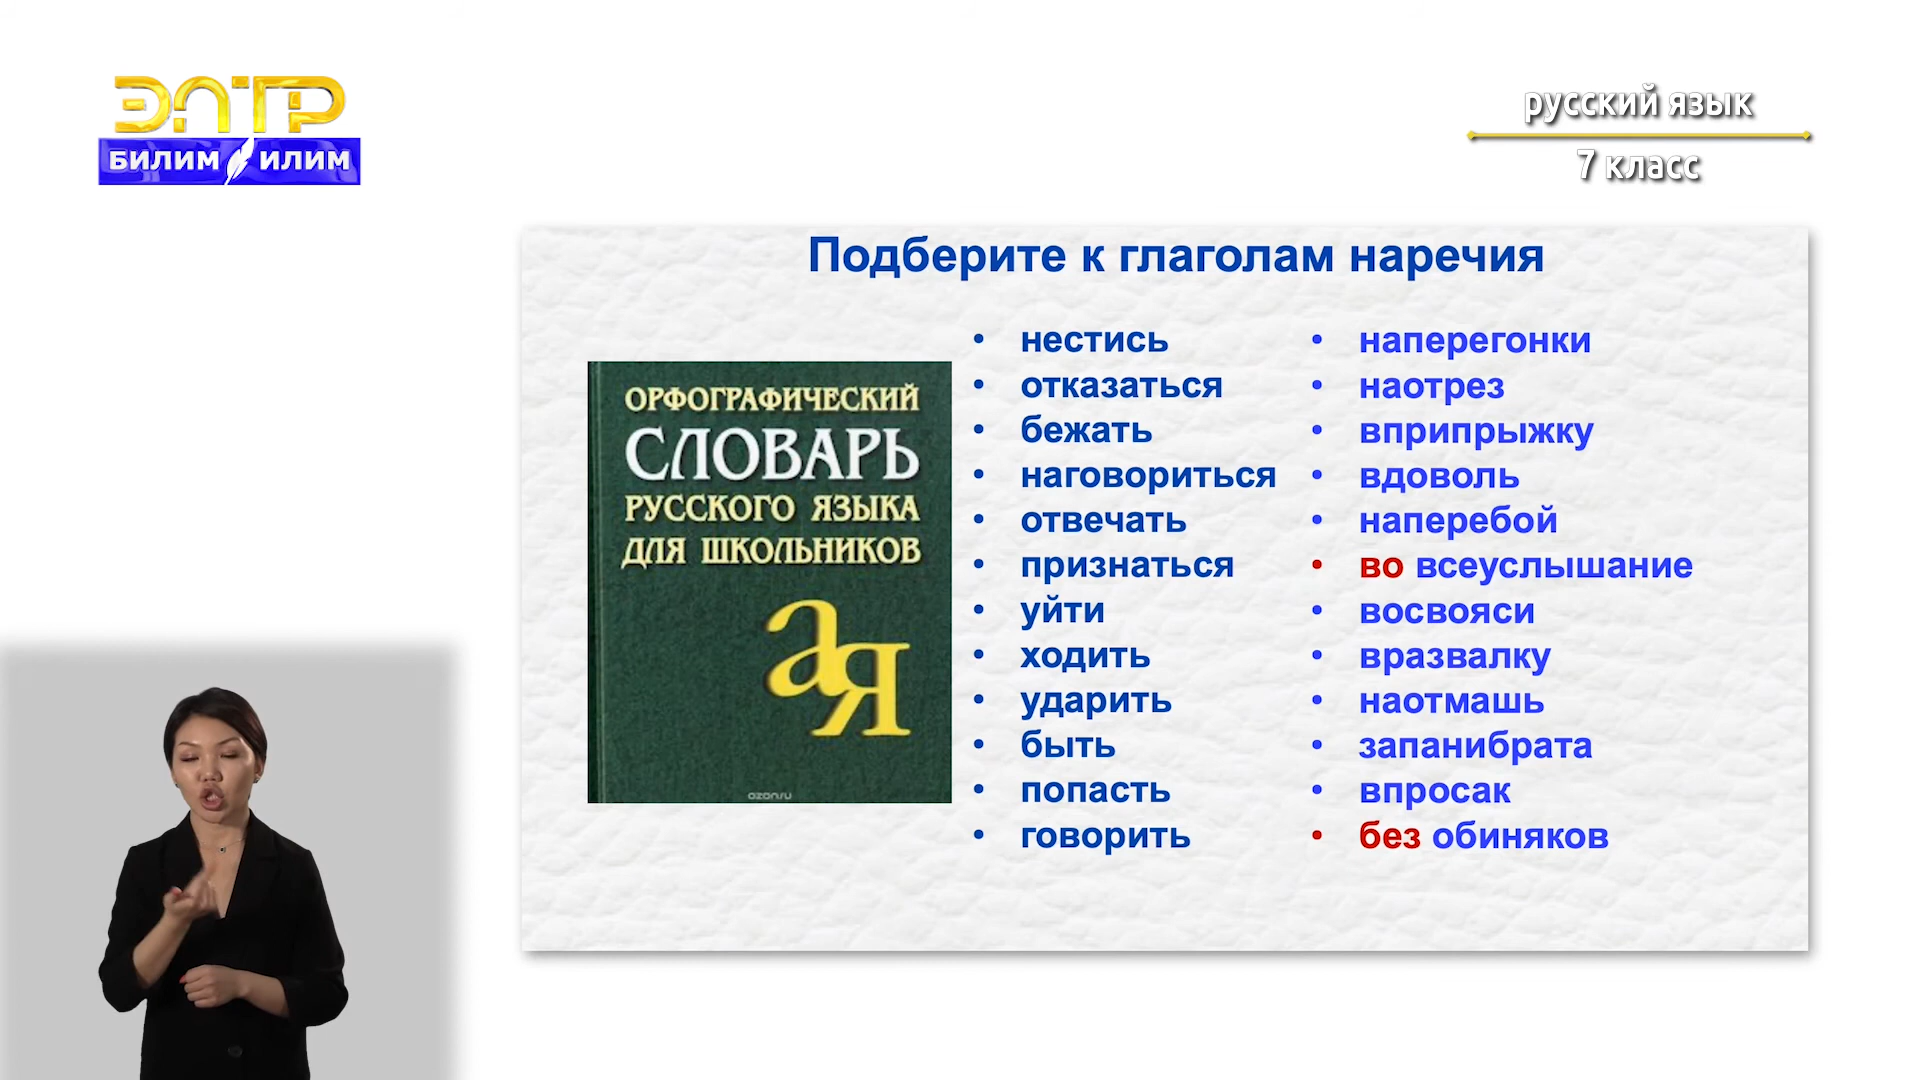 ЭЛТР
БИЛИМ ИЛИМ
русский язык
7 класс
Подберите к глаголам наречия
ОРФОГРАФИЧЕСКИЙ
СЛОВАРЬ
РУССКОГО ЯЗЫКА
ДЛЯ ШКОЛЬНИКОВ
ая
ozon.ru
• нестись
• отказаться
• бежать
• наговориться
• отвечать
• признаться
• уйти
• ходить
• ударить
• быть
• попасть
• говорить
• наперегонки
• наотрез
• вприпрыжку
• вдоволь
• наперебой
• во всеуслышание
• восвояси
• вразвалку
• наотмашь
• запанибрата
• впросак
• без обиняков